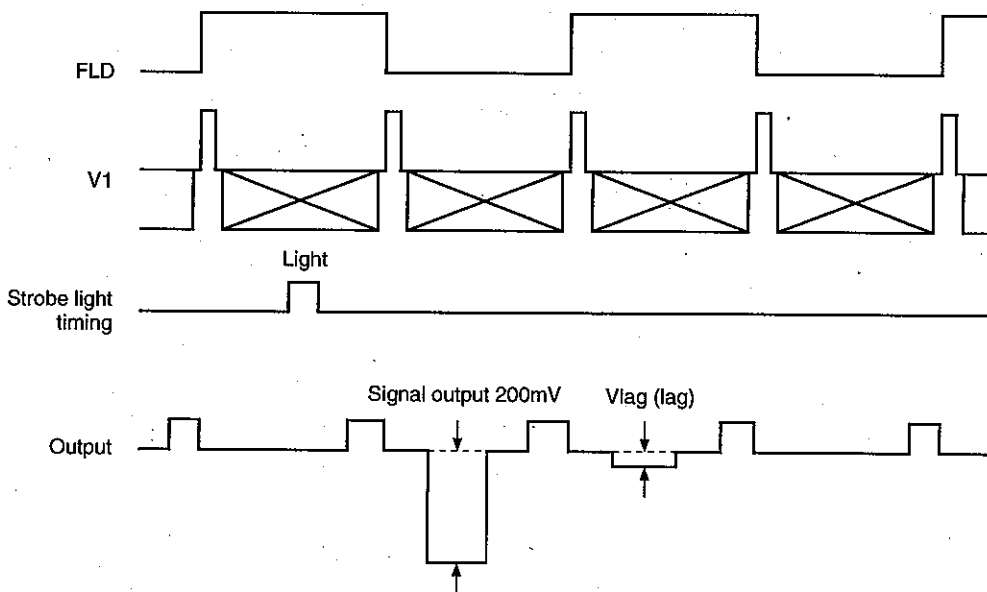 FLD
V1
Light
Strobe light
timing
Signal output 200mV
Vlag (lag)
Output